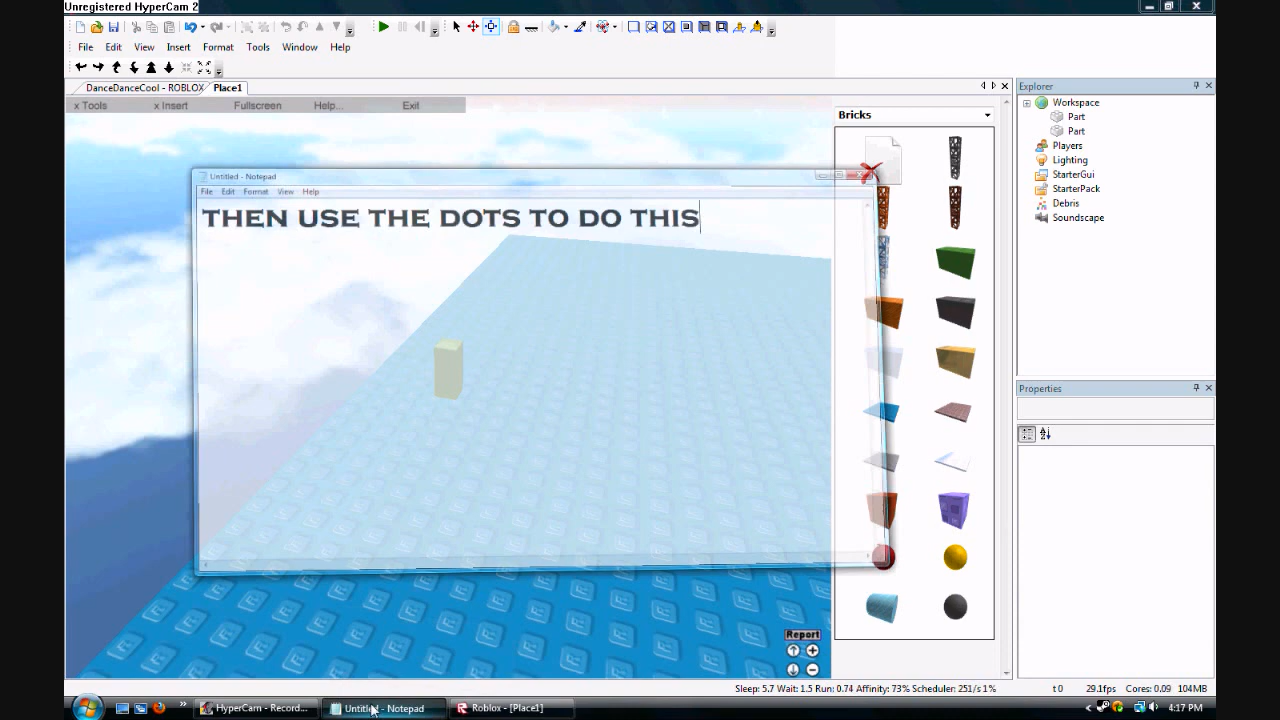 Unregistered HyperCam 2
File Edit View Insert Format Tools Window Help
DanceDanceCool - ROBLOX Place1
x Tools x Insert Fullscreen Help... Exit
Bricks
Explorer
Workspace
Part
Part
Players
Lighting
StarterGui
StarterPack
Debris
Soundscape
Untitled - Notepad
File Edit Format View Help
THEN USE THE DOTS TO DO THIS
Properties
Report
Sleep: 5.7 Wait: 1.5 Run: 0.74 Affinity: 73% Scheduler: 251/s 1% t 0 29.1fps Cores: 0.09 104MB
HyperCam - Record... Untitled - Notepad Roblox - [Place1] 4:17 PM